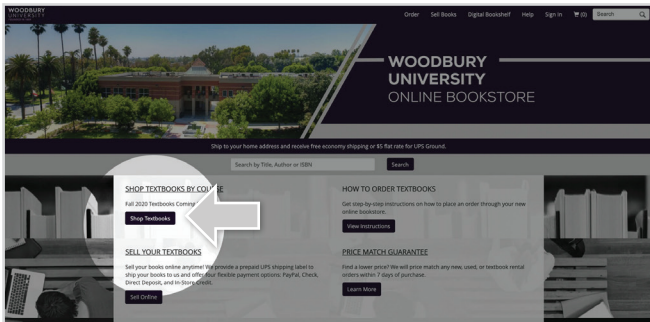 WOODBURY
UNIVERSITY
Order Sell Books Digital Bookshelf Help Sign In (0) Search
WOODBURY
UNIVERSITY
ONLINE BOOKSTORE
Ship to your home address and receive free economy shipping or $5 flat rate for UPS Ground.
Search by Title, Author or ISBN Search
SHOP TEXTBOOKS BY CO
Fall 2020 Textbooks Coming
Shop Textbooks
HOW TO ORDER TEXTBOOKS
Get step-by-step instructions on how to place an order through your new
online bookstore.
View Instructions
SELL YOUR TEXTBOOKS
Sell your books online anytime! We provide a prepaid UPS shipping label to
ship your books to us and offer four flexible payment options: PayPal, Check,
Direct Deposit, and In-Store Credit.
Sell Online
PRICE MATCH GUARANTEE
Find a lower price? We will price match any new, used, or textbook rental
orders within 7 days of purchase.
Learn More